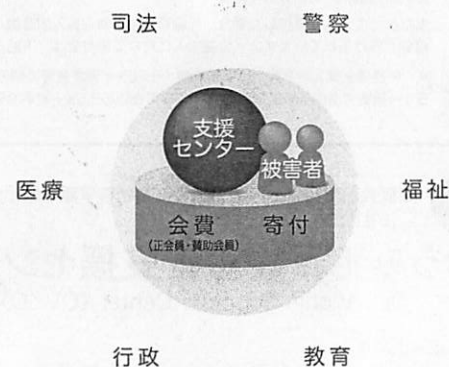 司法 警察
支援
センター
被害者
医療 福祉
会費 寄付
(正会員・賛助会員)
行政 教育